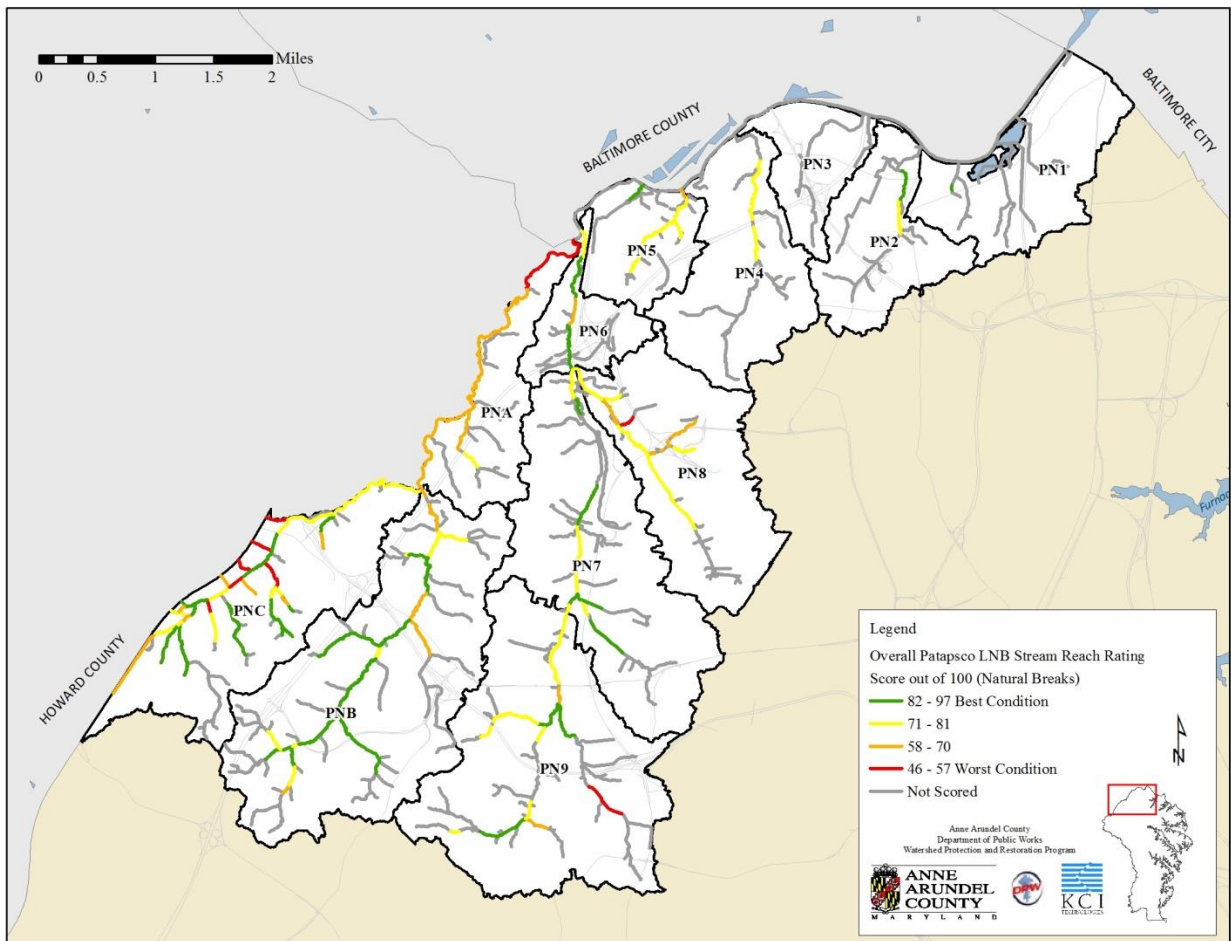 Miles
0 0.5 1 1.5 2
BALTIMORE COUNTY
BALTIMORE CITY
HOWARD COUNTY
PN1
PN3
PN2
PN5
PN4
PN6
PNA
PN8
PN7
PNC
PNB
PN9
Legend
Overall Patapsco LNB Stream Reach Rating
Score out of 100 (Natural Breaks)
82 - 97 Best Condition
71 - 81
58 - 70
46 - 57 Worst Condition
Not Scored
N
Anne Arundel County
Department of Public Works
Watershed Protection and Restoration Program
ANNE
ARUNDEL
COUNTY
MARYLAND
DPW
KCI
TECHNOLOGIES